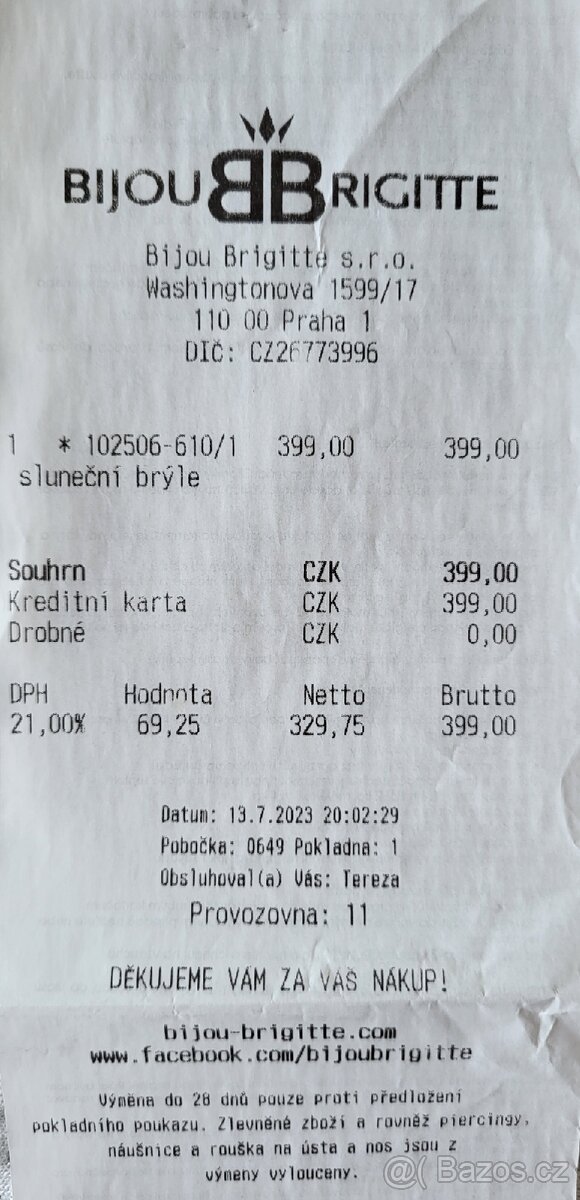 BIJOU BB RIGITTE
Bijou Brigitte s.r.o.
Washingtonova 1599/17
110 00 Praha 1
DIČ: CZ26773996
1 * 102506-610/1 399,00 399,00
sluneční brýle
Souhrn CZK 399,00
Kreditní karta CZK 399,00
Drobné CZK 0,00
DPH Hodnota Netto Brutto
21,00% 69,25 329,75 399,00
Datum: 13.7.2023 20:02:29
Pobočka: 0649 Pokladna: 1
Obsluhoval(a) Vás: Tereza
Provozovna: 11
DĚKUJEME VÁM ZA VÁŠ NÁKUP!
bijou-brigitte.com
www.facebook.com/bijoubrigitte
Výměna do 28 dnů pouze proti předložení
pokladního poukazu. Zlevněné zboží a rovněž piercingy,
náušnice a rouška na ústa a nos jsou z
výmeny vylouceny.
@ Bazos.cz